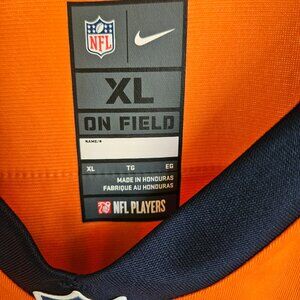 NFL
XL
ON FIELD
NAME/#
XL TG EG
MADE IN HONDURAS
FABRIQUE AU HONDURAS
NFL PLAYERS